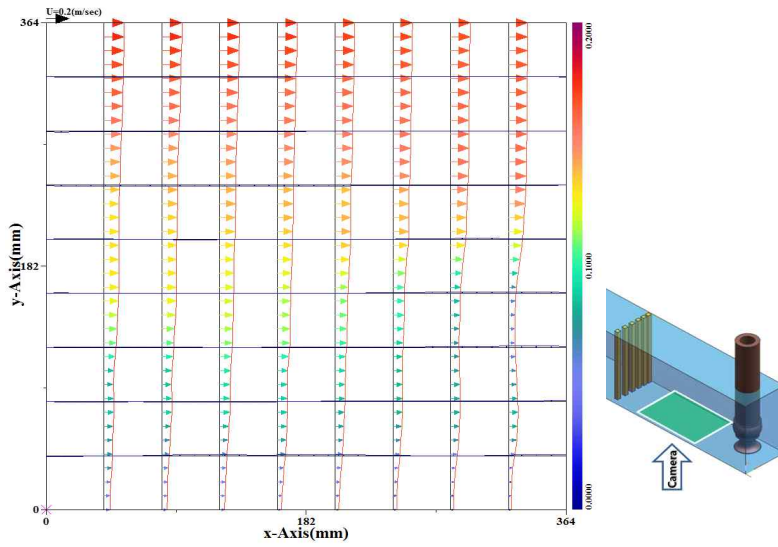 U=0.2(m/sec)
364
182
0
y-Axis(mm)
0
182
364
x-Axis(mm)
0.2000
0.1000
0.0000
Camera